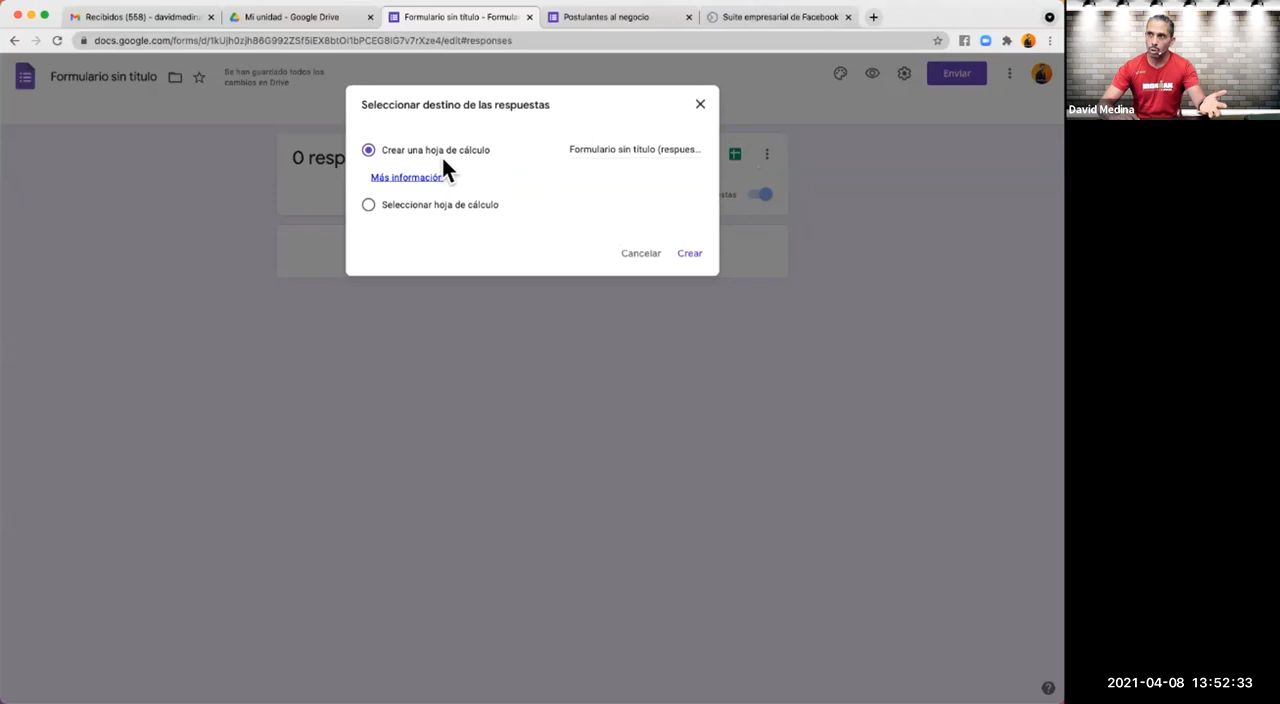 Recibidos (558) - davidmedin
Mi unidad - Google Drive
Formulario sin título - Formula
Postulantes al negocio
Suite empresarial de Facebook
docs.google.com/forms/d/1kUjh0zjh86G992ZSf5iEX8btOi1bPCEG8IG7v7rXze4/edit#responses
Formulario sin título
Se han guardado todos los
cambios en Drive
Enviar
David Medina
Seleccionar destino de las respuestas
0 resp
Crear una hoja de cálculo
Formulario sin título (respues...
Más información
stas
Seleccionar hoja de cálculo
Cancelar
Crear
2021-04-08 13:52:33